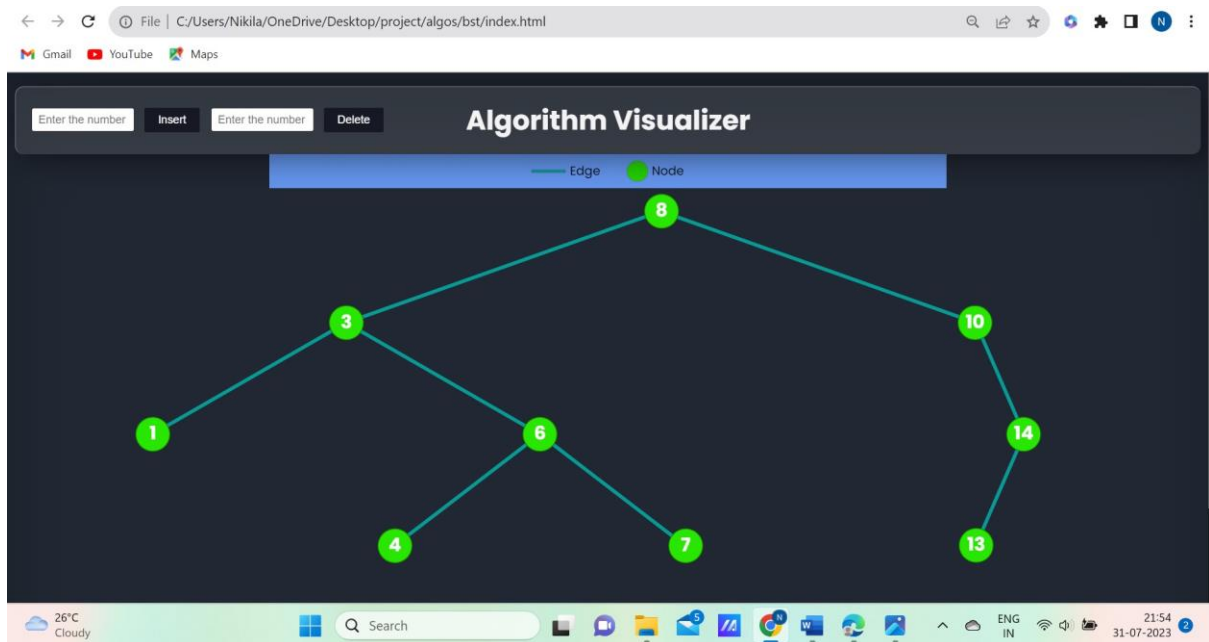 File | C:/Users/Nikila/OneDrive/Desktop/project/algos/bst/index.html N
Gmail YouTube Maps
Enter the number Insert Enter the number Delete Algorithm Visualizer
Edge Node
8
3 10
1 6 14
4 7 13
26°C
Cloudy
Search
5
N
W
ENG
IN
21:54
31-07-2023
2